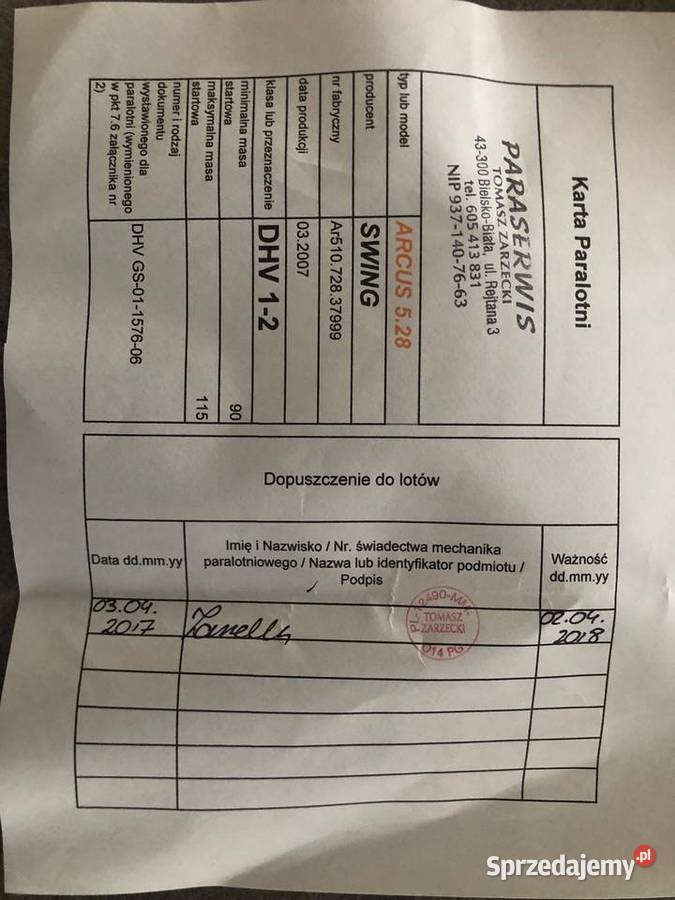 Karta Paralotni
PARASERWIS
TOMASZ ZARZECKI
43-300 Bielsko-Biała, ul. Rejtana 3
tel. 605 413 831
NIP 937-140-76-63
typ lub model
ARCUS 5.28
producent
SWING
nr fabryczny
Ar510.728.37999
data produkcji
03.2007
klasa lub przeznaczenie
DHV 1-2
minimalna masa
startowa
90
maksymalna masa
startowa
115
numer i rodzaj
dokumentu
wystawionego dla
paralotni (wymienionego
w pkt 7.6 załącznika nr
2)
DHV GS-01-1576-06
Dopuszczenie do lotów
Data dd.mm.yy
Imię i Nazwisko / Nr. świadectwa mechanika
paralotniowego / Nazwa lub identyfikator podmiotu /
Podpis
Ważność
dd.mm.yy
03.04.
2017
TOMASZ
ZARZECKI
02.04.
2018
Sprzedajemy.pl